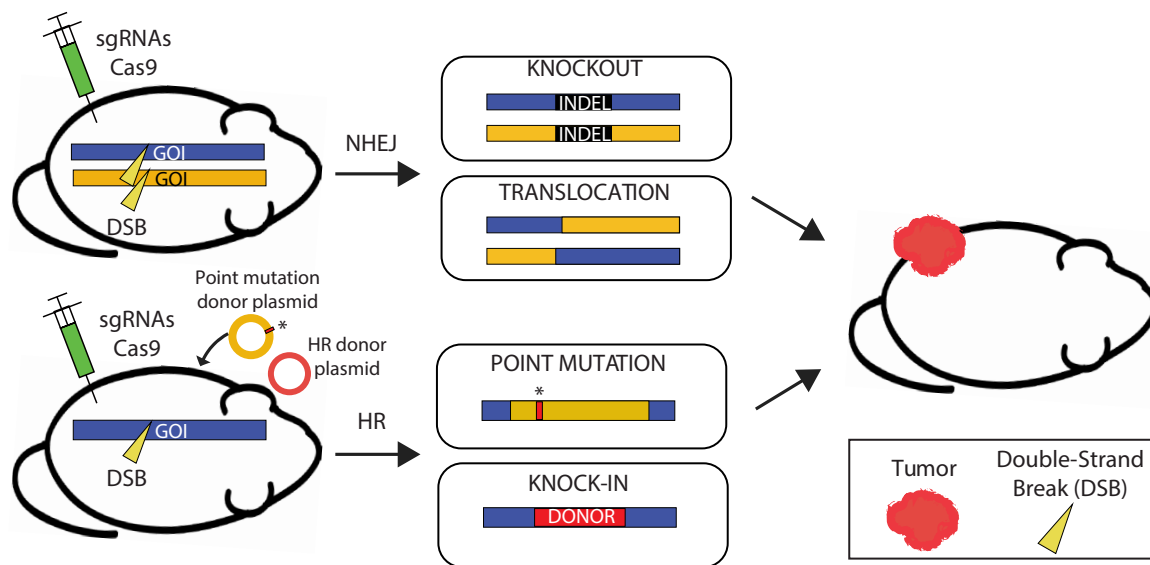 sgRNAs
Cas9
GOI
GOI
DSB
NHEJ
KNOCKOUT
INDEL
INDEL
TRANSLOCATION
Point mutation
donor plasmid
*
HR donor
plasmid
sgRNAs
Cas9
GOI
DSB
HR
POINT MUTATION
*
KNOCK-IN
DONOR
Tumor
Double-Strand
Break (DSB)